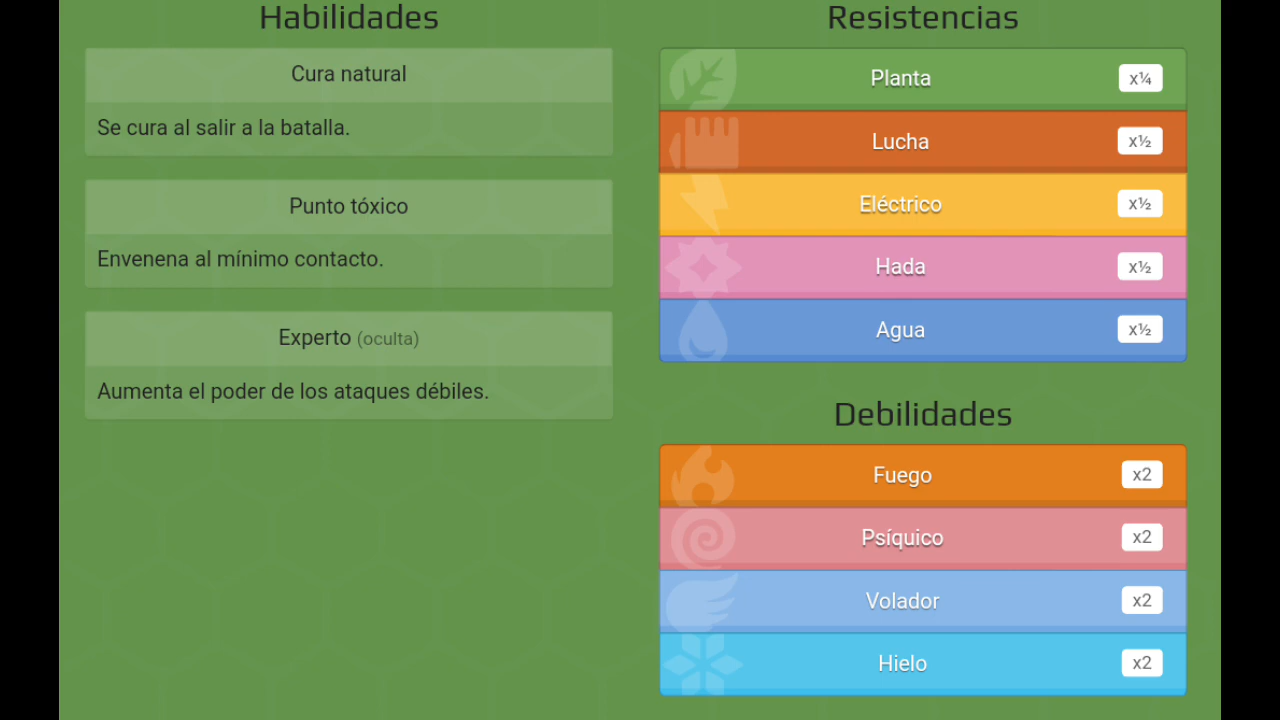 Habilidades
Cura natural
Se cura al salir a la batalla.
Punto tóxico
Envenena al mínimo contacto.
Experto (oculta)
Aumenta el poder de los ataques débiles.
Resistencias
Planta x¼
Lucha x½
Eléctrico x½
Hada x½
Agua x½
Debilidades
Fuego x2
Psíquico x2
Volador x2
Hielo x2